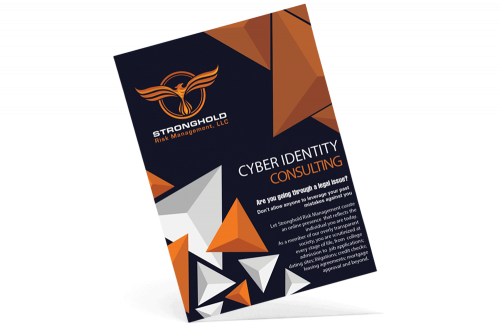 STRONGHOLD
Risk Management, LLC
CYBER IDENTITY
CONSULTING
Are you going through a legal issue?
Don't allow anyone to leverage your past
mistakes against you
Let Stronghold Risk Management create
an online presence that reflects the
individual you are today
As a member of our overly transparent
society, you are scrutinized at
every stage of life, from college
admission to job applications;
dating sites; litigations; credit checks;
leasing agreements; mortgage
approval and beyond.